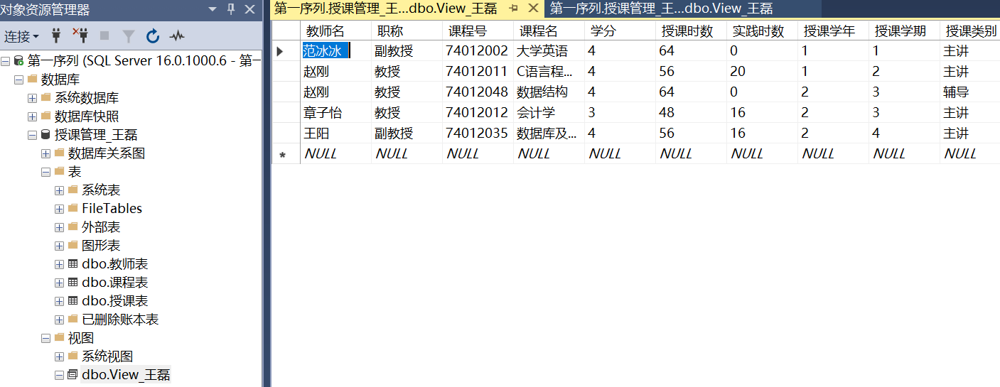 对象资源管理器
连接
第一序列 (SQL Server 16.0.1000.6 - 第一
数据库
系统数据库
数据库快照
授课管理_王磊
数据库关系图
表
系统表
FileTables
外部表
图形表
dbo.教师表
dbo.课程表
dbo.授课表
已删除账本表
视图
系统视图
dbo.View_王磊
第一序列.授课管理_王...dbo.View_王磊
第一序列.授课管理_王...dbo.View_王磊
教师名 职称 课程号 课程名 学分 授课时数 实践时数 授课学年 授课学期 授课类别
范冰冰 副教授 74012002 大学英语 4 64 0 1 1 主讲
赵刚 教授 74012011 C语言程... 4 56 20 1 2 主讲
赵刚 教授 74012048 数据结构 4 64 0 2 3 辅导
章子怡 教授 74012012 会计学 3 48 16 2 3 主讲
王阳 副教授 74012035 数据库及... 4 56 16 2 4 主讲
* NULL NULL NULL NULL NULL NULL NULL NULL NULL NULL